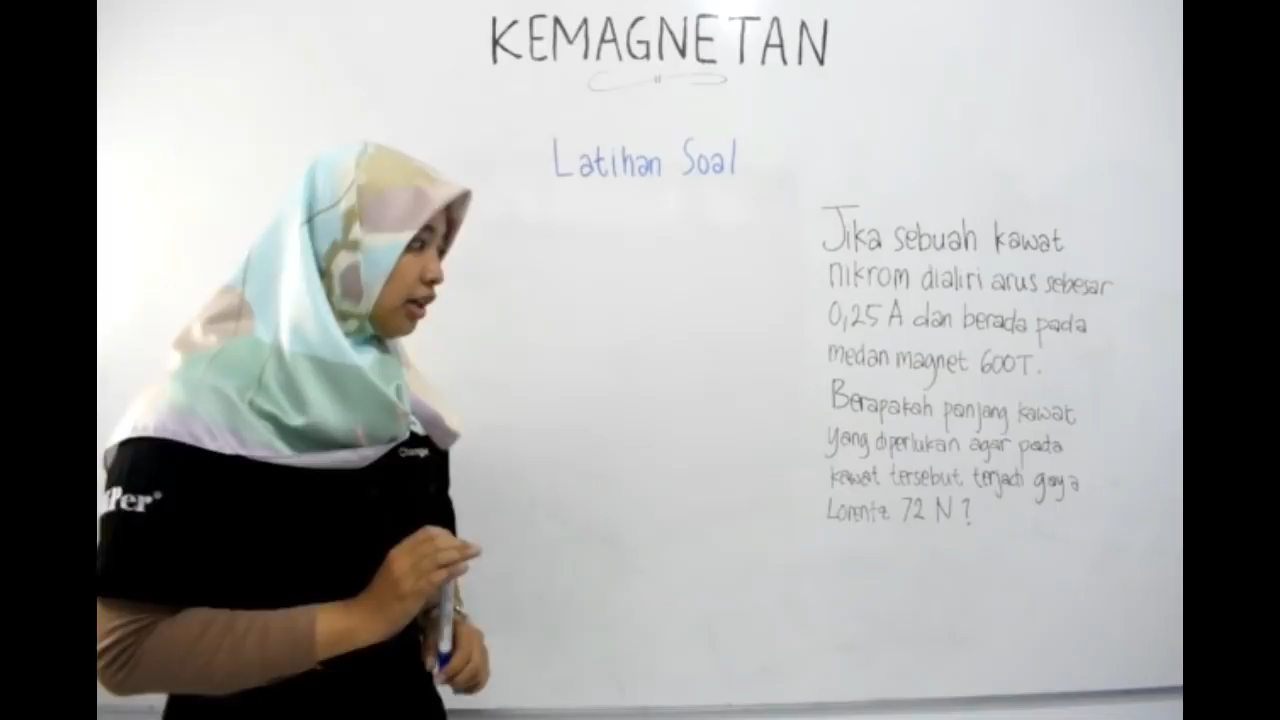 KEMAGNETAN
Latihan Soal
Jika sebuah kawat
nikrom dialiri arus sebesar
0,25 A dan berada pada
medan magnet 600T.
Berapakah panjang kawat
yang diperlukan agar pada
kawat tersebut terjadi gaya
Lorentz 72 N?